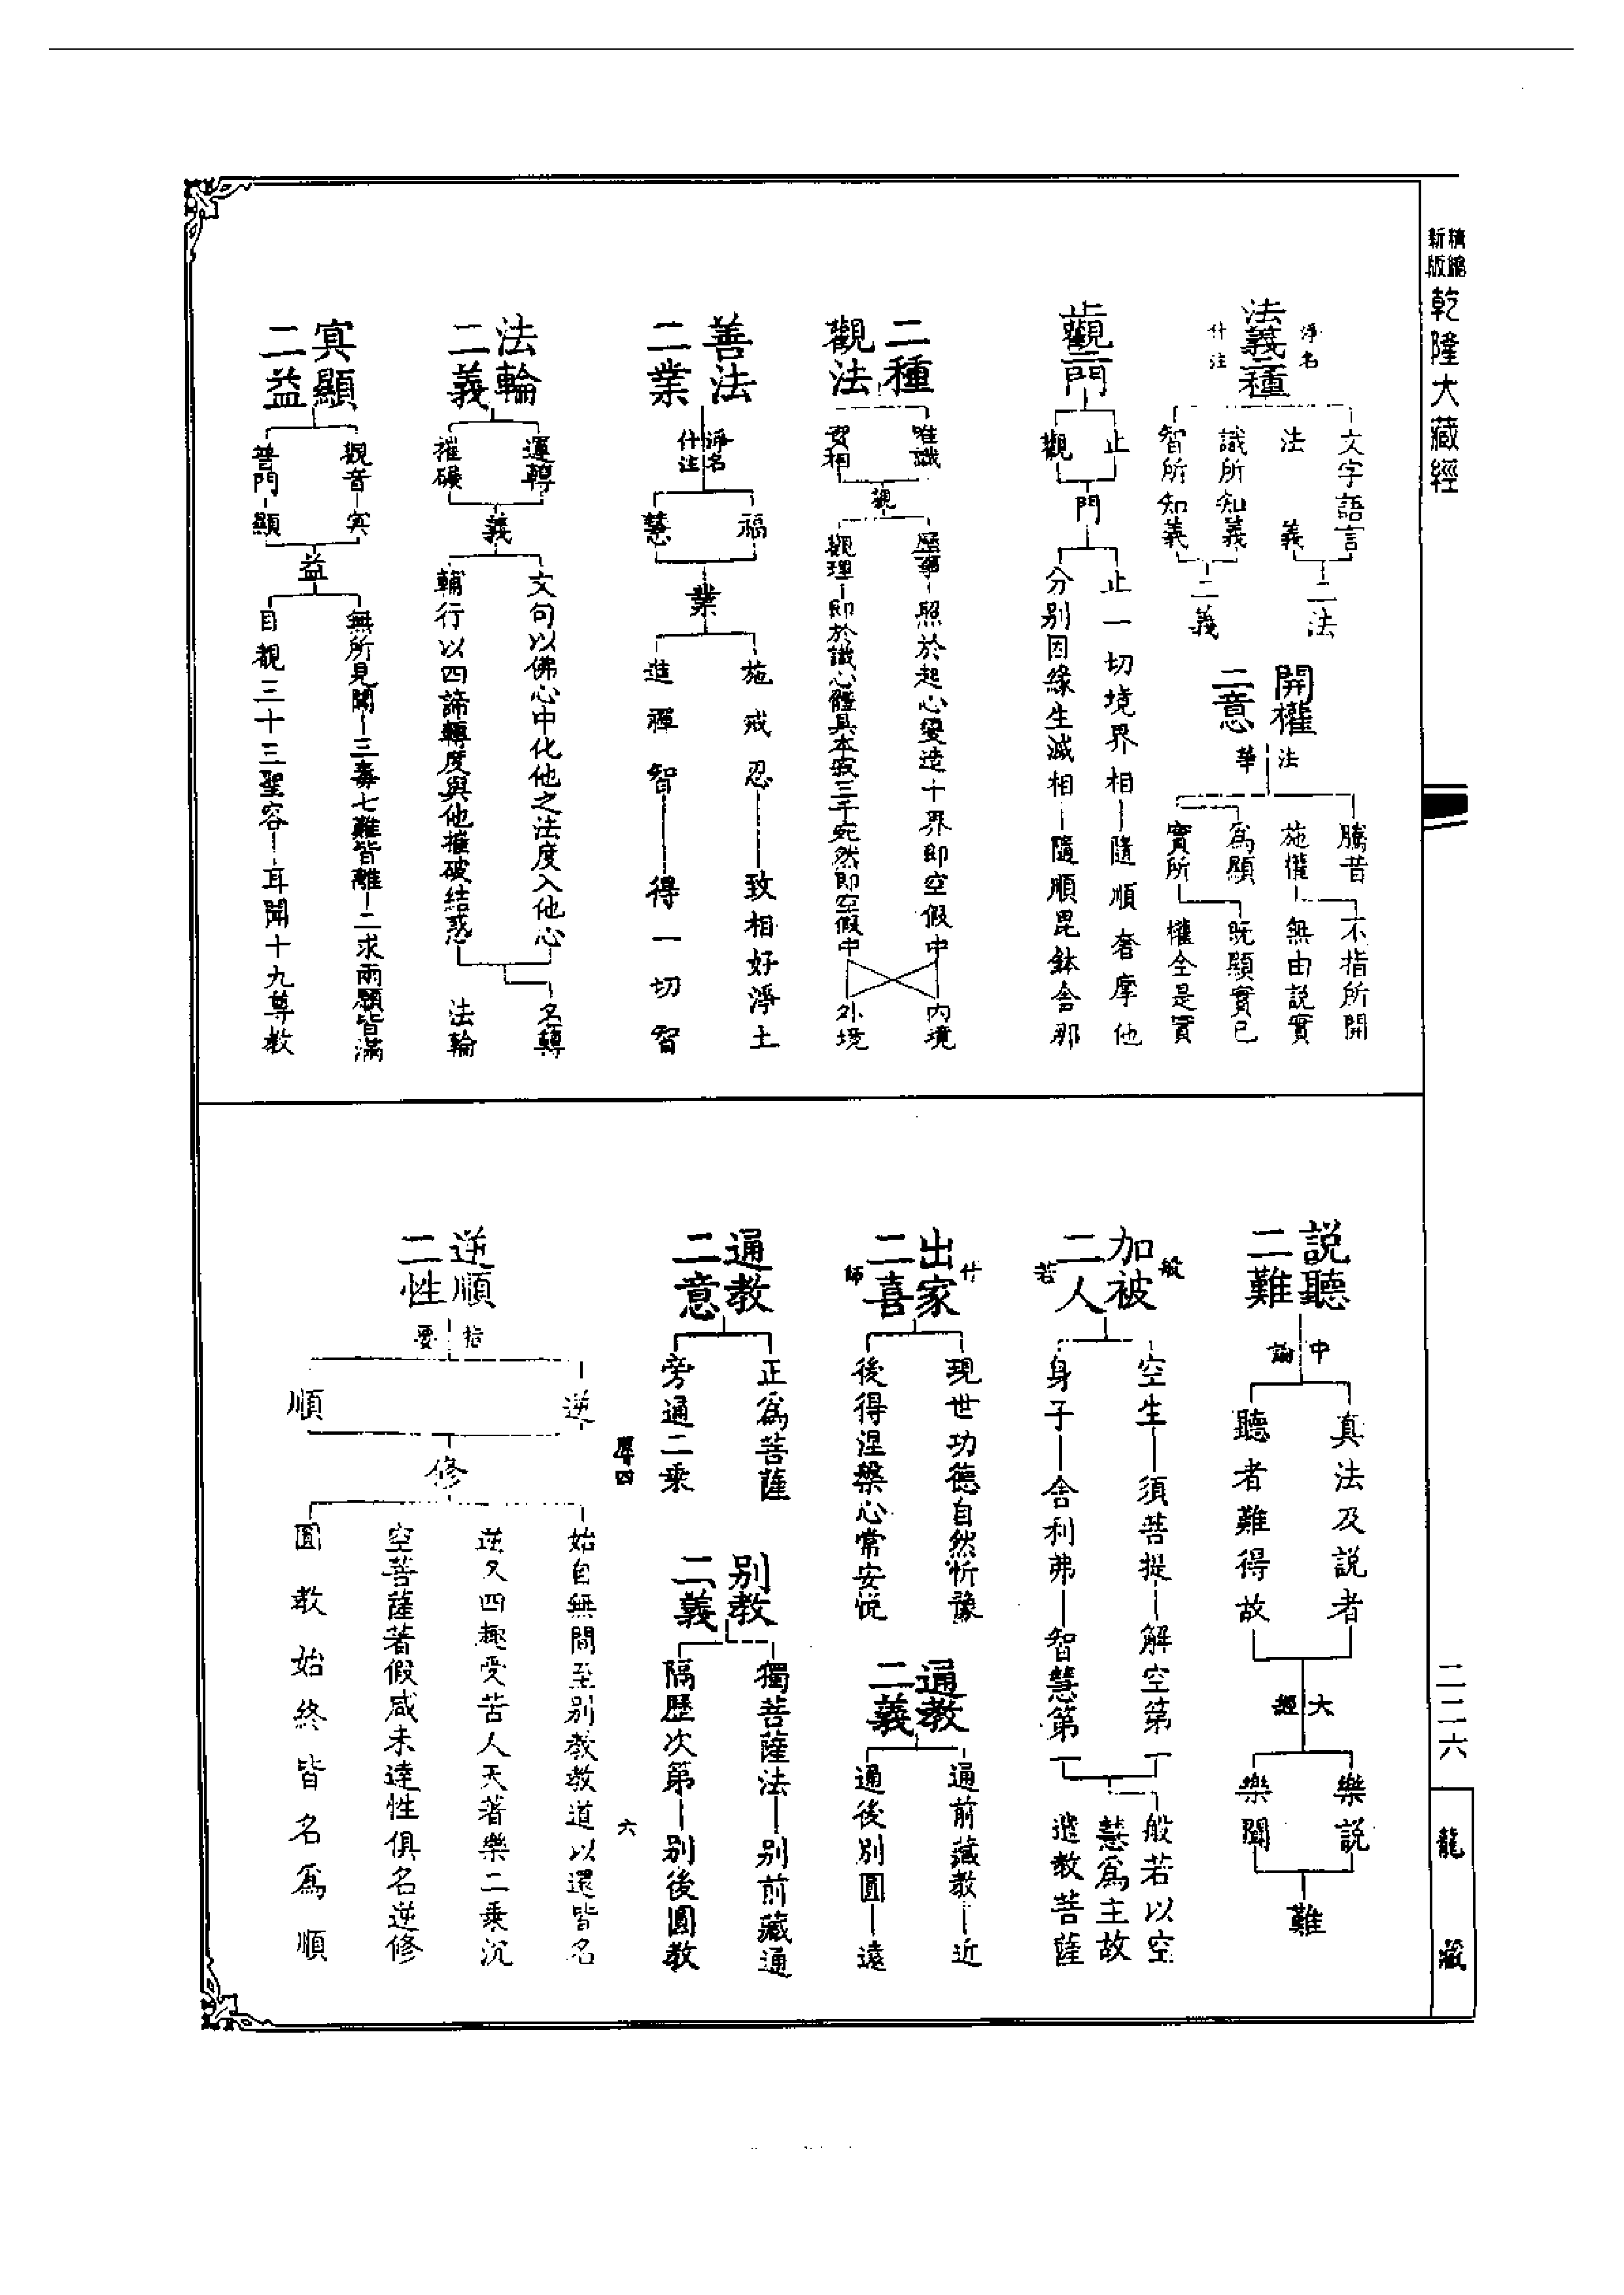 新版
精編
乾隆大藏經
法義二種
淨名
什注
文字語言
法義
二法
識所知義
智所知義
二義
開權二意
法華
騰昔
施權
不指所開
無由說實
為顯
實所
既顯實已
權全是實
止觀二門
止
觀
門
止一切境界相
隨順奢摩他
分別因緣生滅相
隨順毘鉢舍那
二種觀法
唯識
實相
觀
歷事
照於起心變造十界即空假中
觀理
即於識心體具本寂三千宛然即空假中
內境
外境
善法二業
淨名
什注
福
慧
業
施戒忍
致相好淨土
進禪智
得一切智
法輪二義
運轉
摧碾
義
文句以佛心中化他之法度入他心
輔行以四諦轉度與他摧破結惑
名轉
法輪
冥顯二益
觀音
冥
普門
顯
益
無所見聞
三毒七難皆離
二求兩願皆滿
目觀三十三聖容
耳聞十九尊教
說聽二難
中論
真法及說者
聽者難得故
大經
樂說
樂聞
難
加被二人
般若
空生
須菩提
解空第一
身子
舍利弗
智慧第一
般若以空
慧為主故
遣教菩薩
出家二喜
什師
現世功德自然忻豫
後得涅槃心常安悅
通教二義
通前藏教
近
通後別圓
遠
通教二意
正為菩薩
旁通二乘
別教二義
獨菩薩法
別前藏通
隔歷次第
別後圓教
六
逆順二性
指要
逆
順
修
始自無間至別教教道以還皆名
逆又四趣受苦人天著樂二乘沉
空菩薩著假咸未達性俱名逆修
圓教始終皆名為順
二二六
龍藏